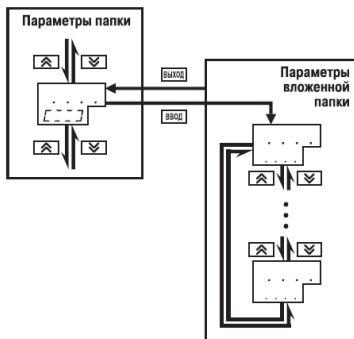 Параметры папки
ВЫХОД
ВВОД
Параметры
вложенной
папки